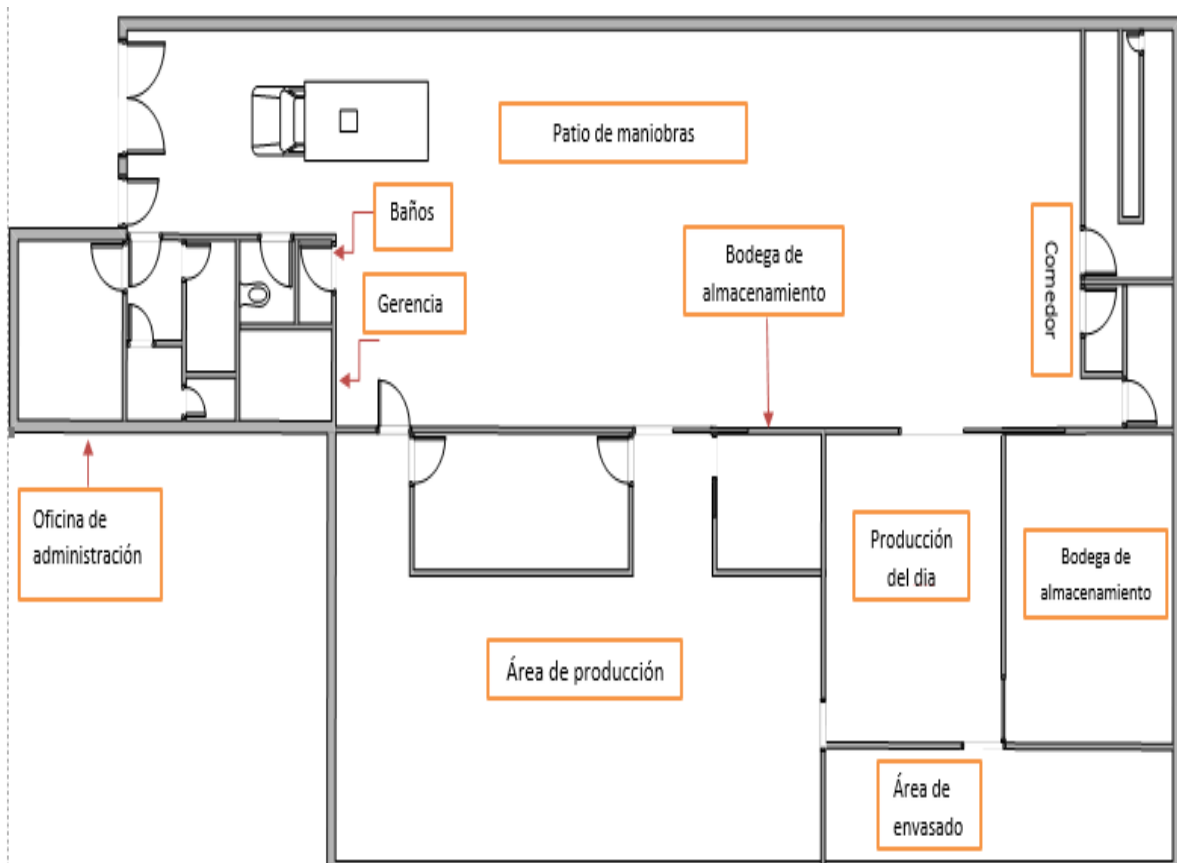 Patio de maniobras
Baños
Gerencia
Bodega de
almacenamiento
Comedor
Oficina de
administración
Producción
del dia
Bodega de
almacenamiento
Área de producción
Área de
envasado